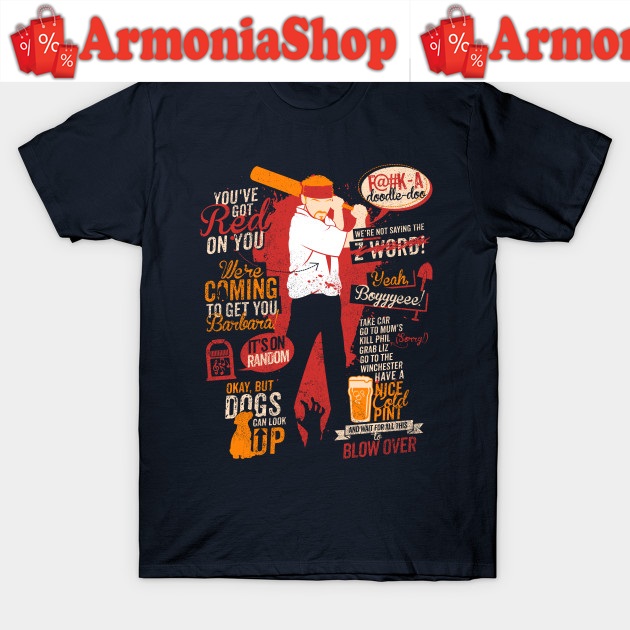 ArmoniaShop
Armon
YOU'VE
GOT
Red
ON YOU
We're
COMING
TO GET YOU
Barbara!
IT'S ON
RANDOM
OKAY, BUT
DOGS
CAN LOOK
UP
F@#K-A
doodle-doo
WE'RE NOT SAYING THE
Z WORD!
Yeah,
Boyyyeee!
TAKE CAR
GO TO MUM'S
KILL PHIL (Sorry!)
GRAB LIZ
GO TO THE
WINCHESTER
HAVE A
NICE
Cold
PINT
AND WAIT FOR ALL THIS
to
BLOW OVER